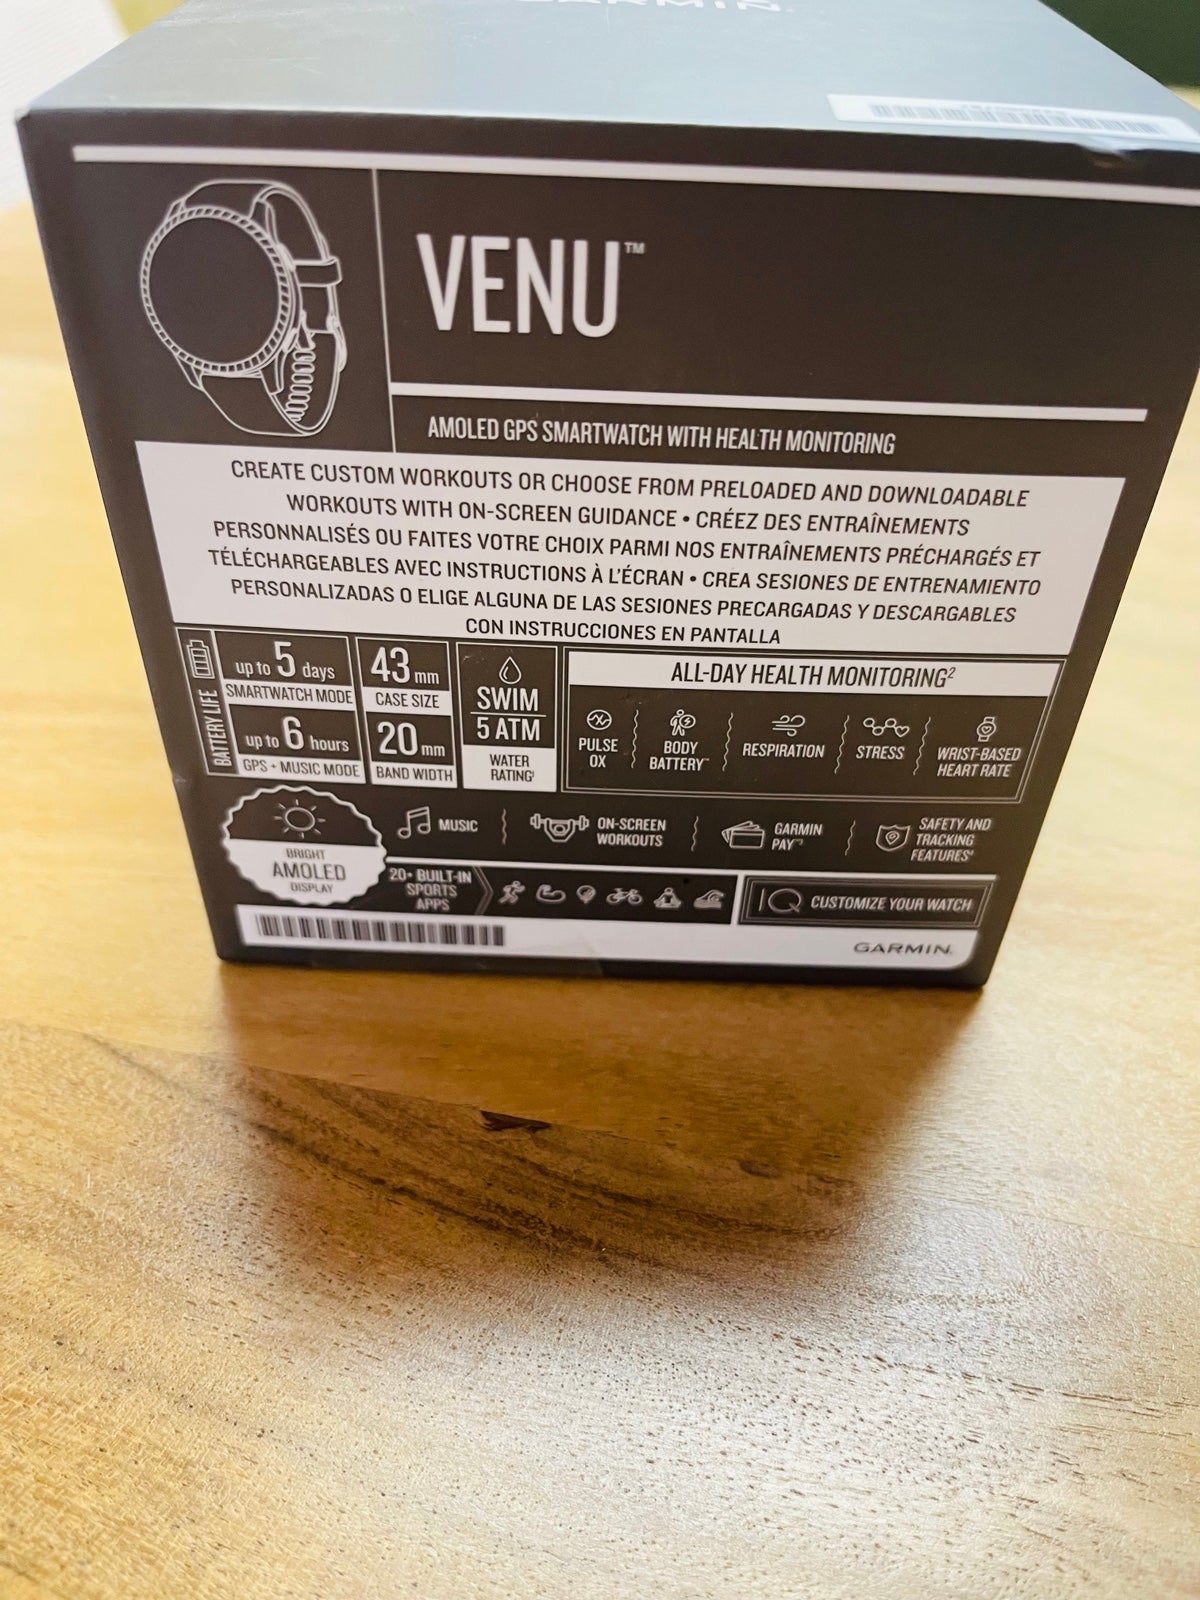 GARMIN
VENU™
AMOLED GPS SMARTWATCH WITH HEALTH MONITORING
CREATE CUSTOM WORKOUTS OR CHOOSE FROM PRELOADED AND DOWNLOADABLE
WORKOUTS WITH ON-SCREEN GUIDANCE • CRÉEZ DES ENTRAÎNEMENTS
PERSONNALISÉS OU FAITES VOTRE CHOIX PARMI NOS ENTRAÎNEMENTS PRÉCHARGÉS ET
TÉLÉCHARGEABLES AVEC INSTRUCTIONS À L'ÉCRAN • CREA SESIONES DE ENTRENAMIENTO
PERSONALIZADAS O ELIGE ALGUNA DE LAS SESIONES PRECARGADAS Y DESCARGABLES
CON INSTRUCCIONES EN PANTALLA
BATTERY LIFE
up to 5 days
SMARTWATCH MODE
up to 6 hours
GPS + MUSIC MODE
43 mm
CASE SIZE
20 mm
BAND WIDTH
SWIM
5 ATM
WATER
RATING¹
ALL-DAY HEALTH MONITORING²
PULSE
OX
BODY
BATTERY™
RESPIRATION
STRESS
WRIST-BASED
HEART RATE
BRIGHT
AMOLED
DISPLAY
MUSIC
ON-SCREEN
WORKOUTS
GARMIN
PAY™³
SAFETY AND
TRACKING
FEATURES⁴
20+ BUILT-IN
SPORTS
APPS
IQ CUSTOMIZE YOUR WATCH
GARMIN.